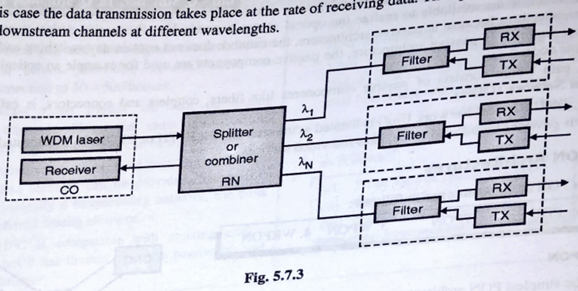 is case the data transmission takes place at the rate of receiving data.
lownstream channels at different wavelengths.
RX
Filter
TX
λ1
RX
WDM laser
Splitter
or
combiner
RN
λ2
Filter
TX
Receiver
λN
CO
RX
Filter
TX
Fig. 5.7.3